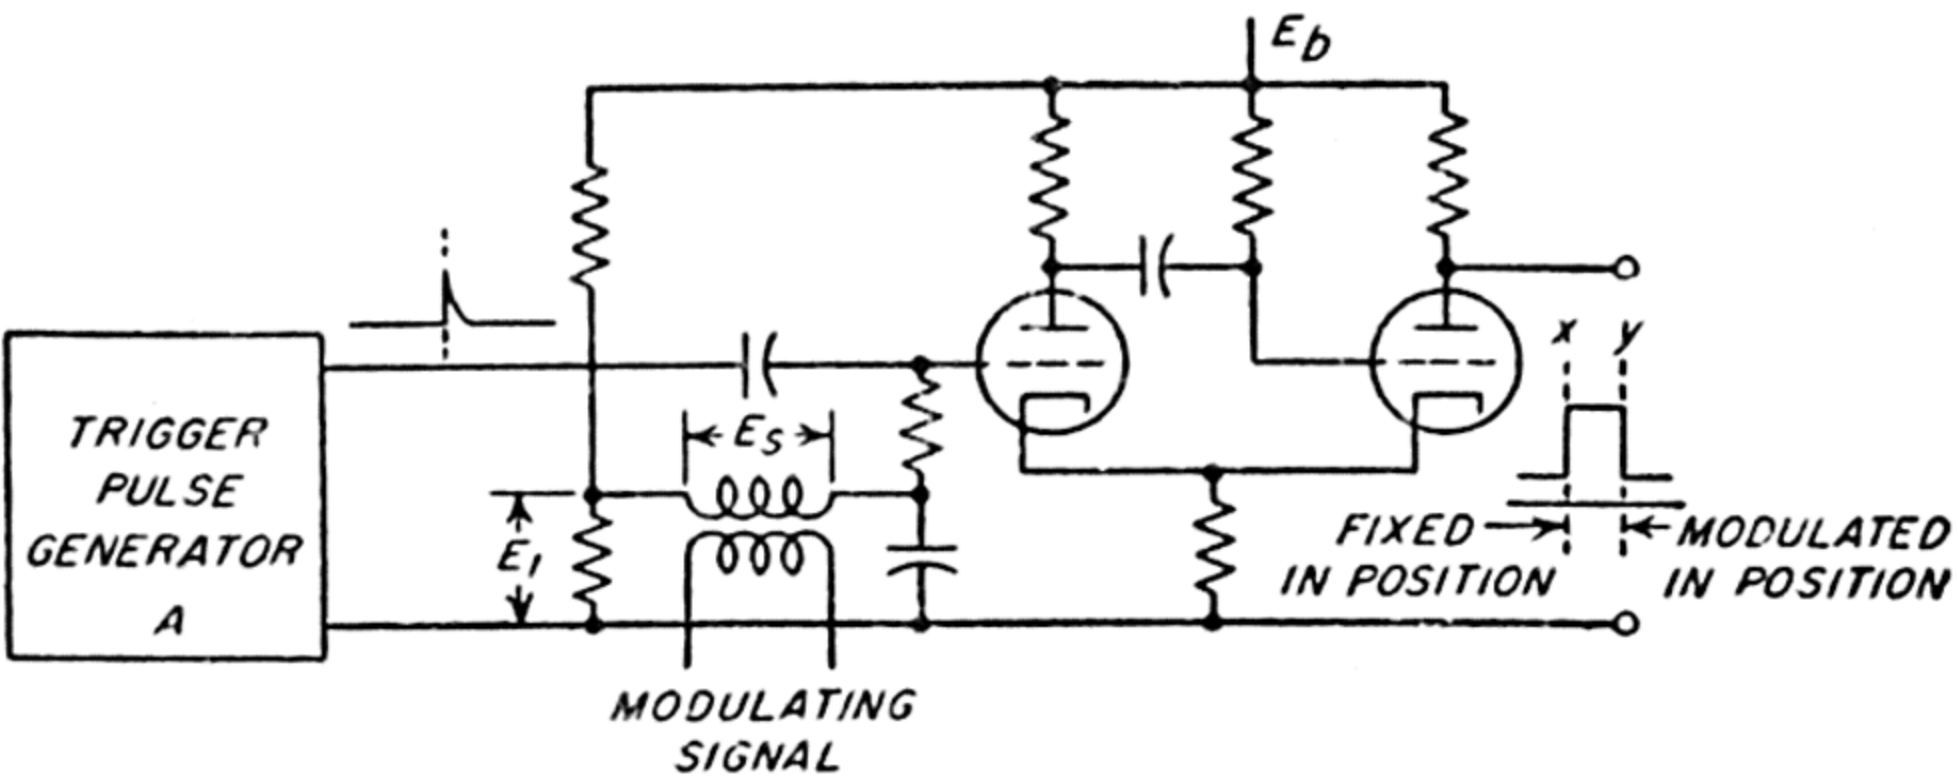 Eb
TRIGGER
PULSE
GENERATOR
A
Es
E1
x y
FIXED
IN POSITION
MODULATED
IN POSITION
MODULATING
SIGNAL